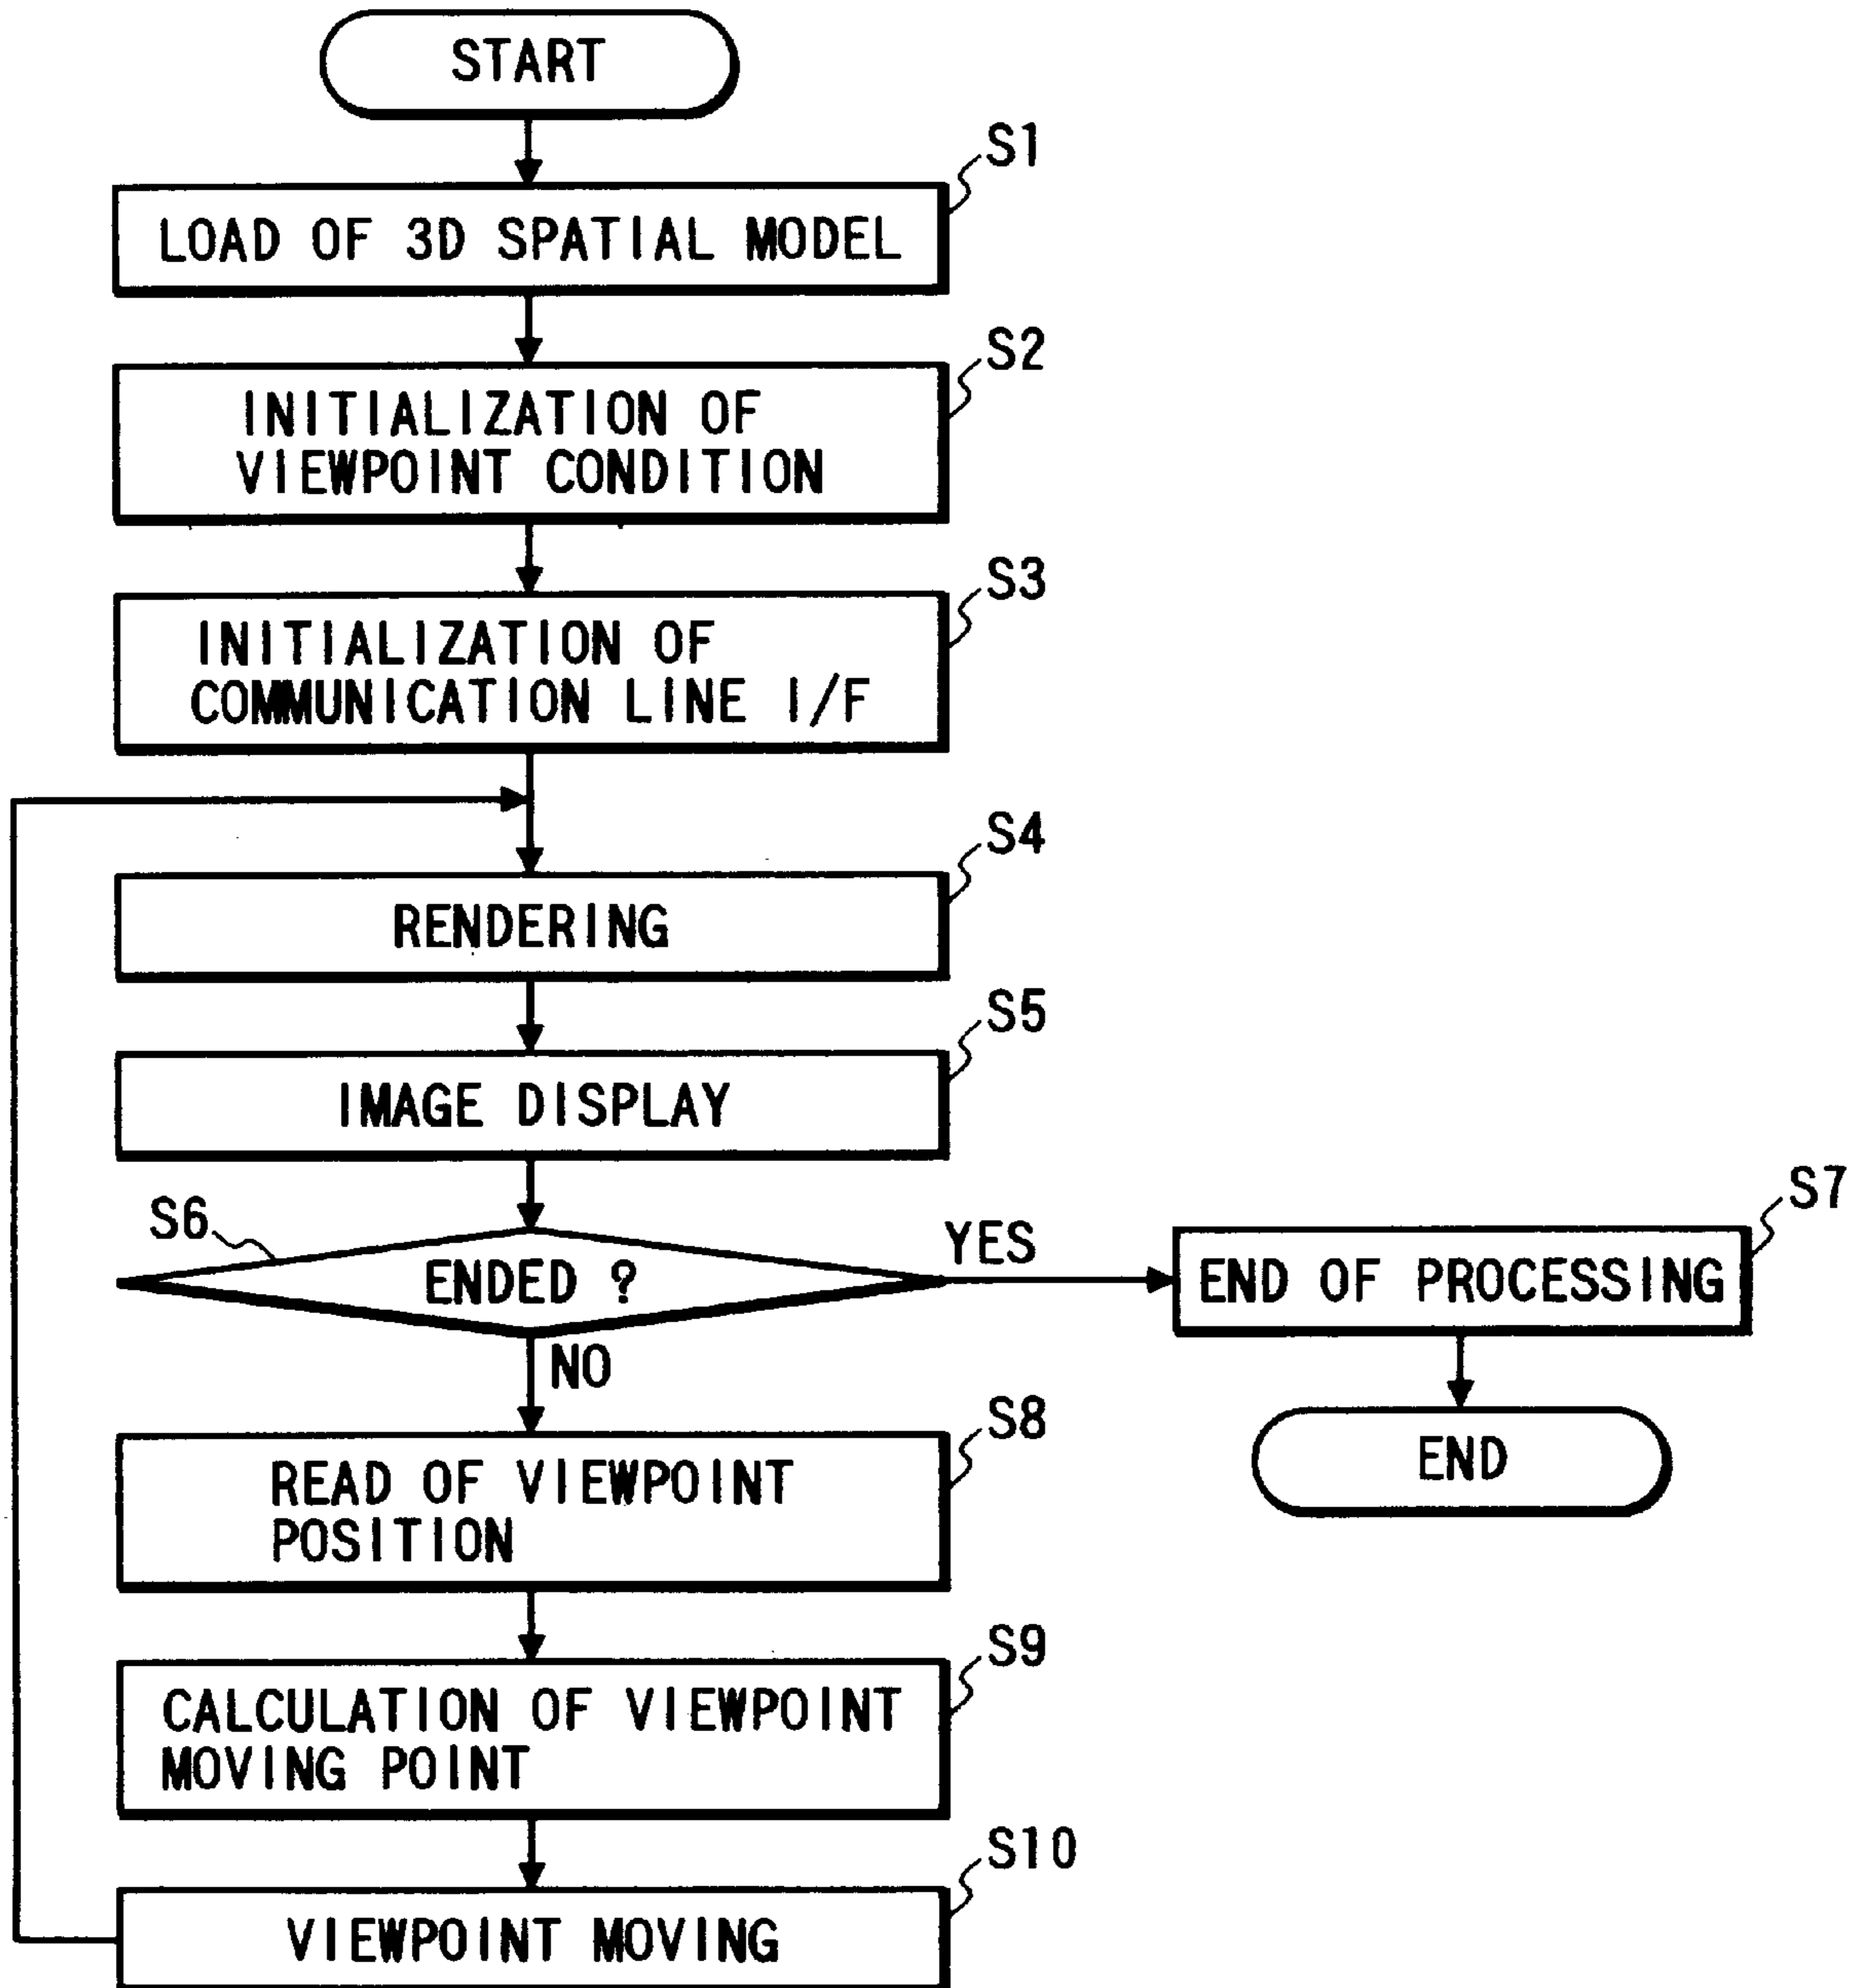 START
S1
LOAD OF 3D SPATIAL MODEL
S2
INITIALIZATION OF
VIEWPOINT CONDITION
S3
INITIALIZATION OF
COMMUNICATION LINE I/F
S4
RENDERING
S5
IMAGE DISPLAY
S6
ENDED ?
YES
S7
END OF PROCESSING
NO
END
S8
READ OF VIEWPOINT
POSITION
S9
CALCULATION OF VIEWPOINT
MOVING POINT
S10
VIEWPOINT MOVING